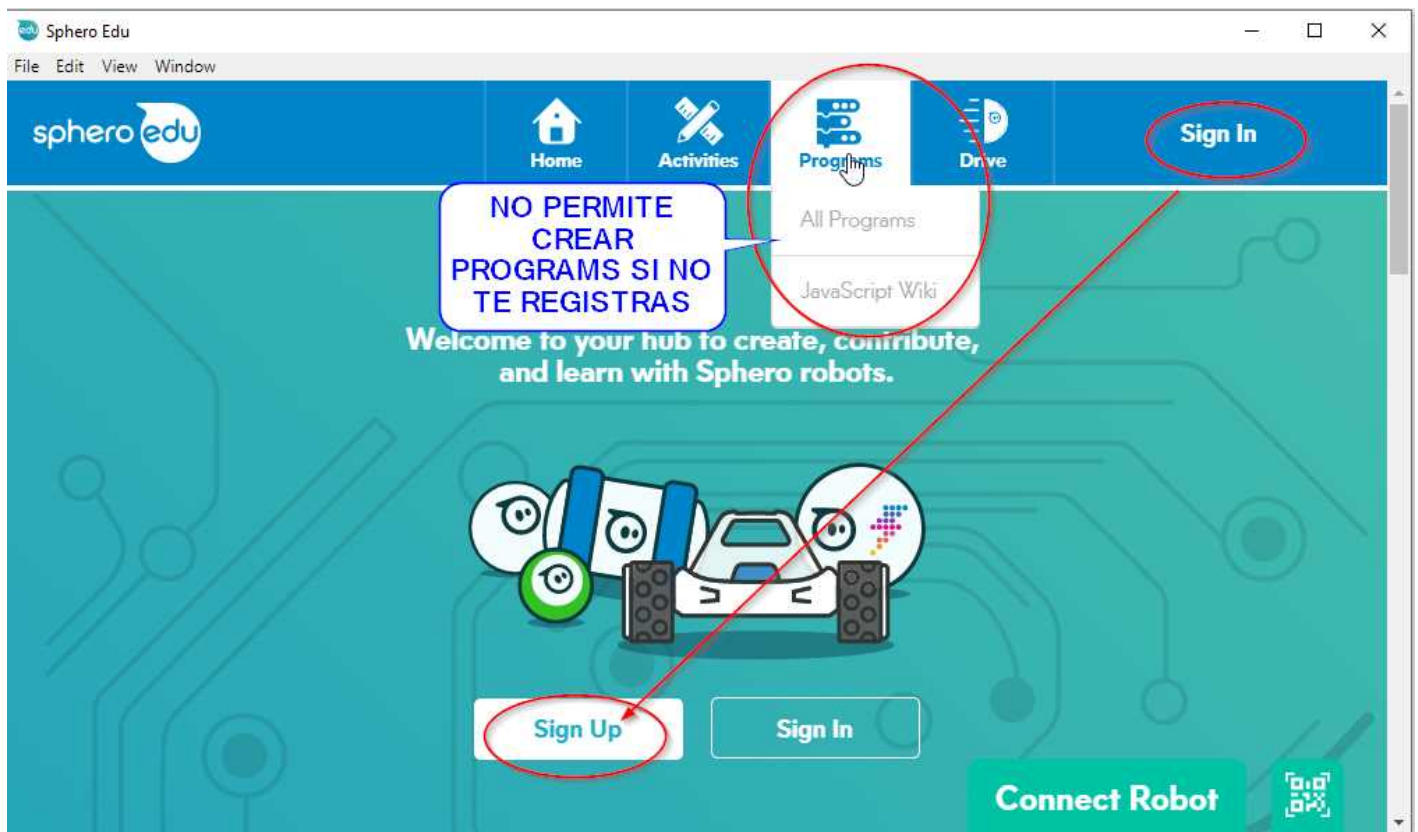 edu Sphero Edu
File Edit View Window
sphero edu
Home
Activities
Programs
Drive
Sign In
NO PERMITE
CREAR
PROGRAMS SI NO
TE REGISTRAS
All Programs
JavaScript Wiki
Welcome to your hub to create, contribute,
and learn with Sphero robots.
Sign Up
Sign In
Connect Robot